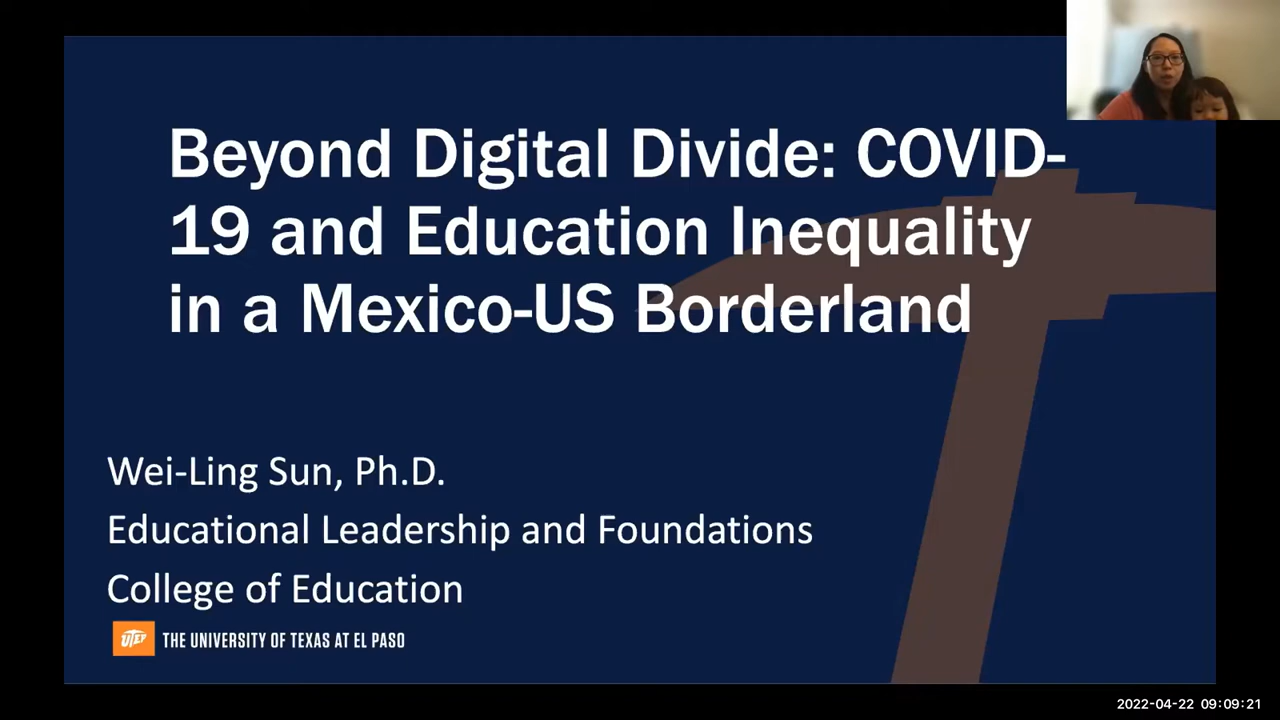 Beyond Digital Divide: COVID-
19 and Education Inequality
in a Mexico-US Borderland
Wei-Ling Sun, Ph.D.
Educational Leadership and Foundations
College of Education
UTEP THE UNIVERSITY OF TEXAS AT EL PASO
2022-04-22 09:09:21